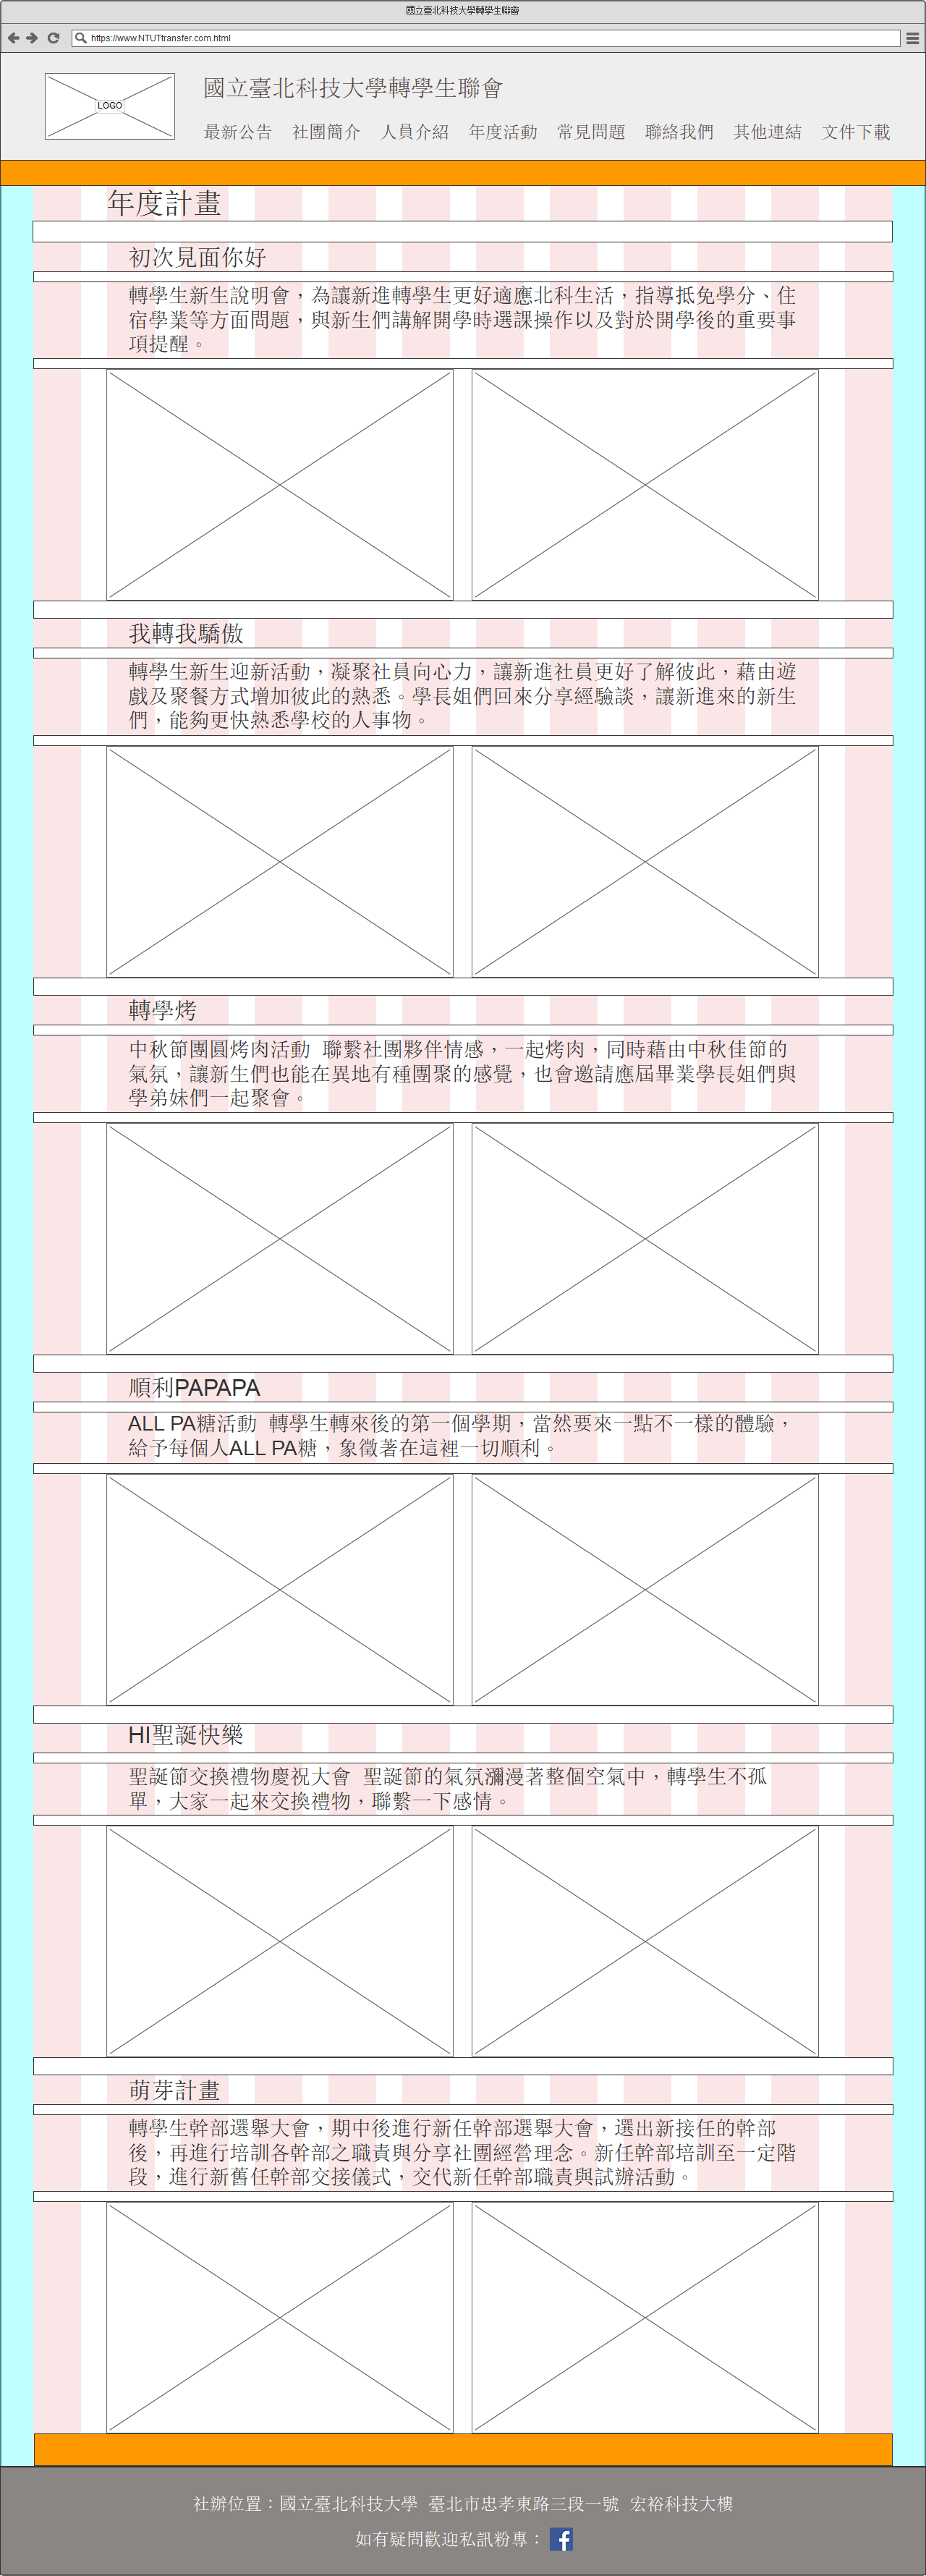 國立臺北科技大學轉學生聯會
https://www.NTUTtransfer.com.html
LOGO
國立臺北科技大學轉學生聯會
最新公告 社團簡介 人員介紹 年度活動 常見問題 聯絡我們 其他連結 文件下載
年度計畫
初次見面你好
轉學生新生說明會，為讓新進轉學生更好適應北科生活，指導抵免學分、住
宿學業等方面問題，與新生們講解開學時選課操作以及對於開學後的重要事
項提醒。
我轉我驕傲
轉學生新生迎新活動，凝聚社員向心力，讓新進社員更好了解彼此，藉由遊
戲及聚餐方式增加彼此的熟悉。學長姐們回來分享經驗談，讓新進來的新生
們，能夠更快熟悉學校的人事物。
轉學烤
中秋節團圓烤肉活動 聯繫社團夥伴情感，一起烤肉，同時藉由中秋佳節的
氣氛，讓新生們也能在異地有種團聚的感覺，也會邀請應屆畢業學長姐們與
學弟妹們一起聚會。
順利PAPAPA
ALL PA糖活動 轉學生轉來後的第一個學期，當然要來一點不一樣的體驗，
給予每個人ALL PA糖，象徵著在這裡一切順利。
HI聖誕快樂
聖誕節交換禮物慶祝大會 聖誕節的氣氛瀰漫著整個空氣中，轉學生不孤
單，大家一起來交換禮物，聯繫一下感情。
萌芽計畫
轉學生幹部選舉大會，期中後進行新任幹部選舉大會，選出新接任的幹部
後，再進行培訓各幹部之職責與分享社團經營理念。新任幹部培訓至一定階
段，進行新舊任幹部交接儀式，交代新任幹部職責與試辦活動。
社辦位置：國立臺北科技大學 臺北市忠孝東路三段一號 宏裕科技大樓
如有疑問歡迎私訊粉專：